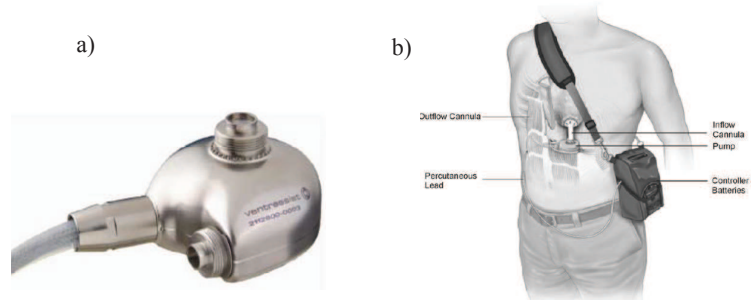 a)
b)
Outflow Cannula
Inflow
Cannula
Pump
Percutaneous
Lead
Controller
Batteries
ventrassist